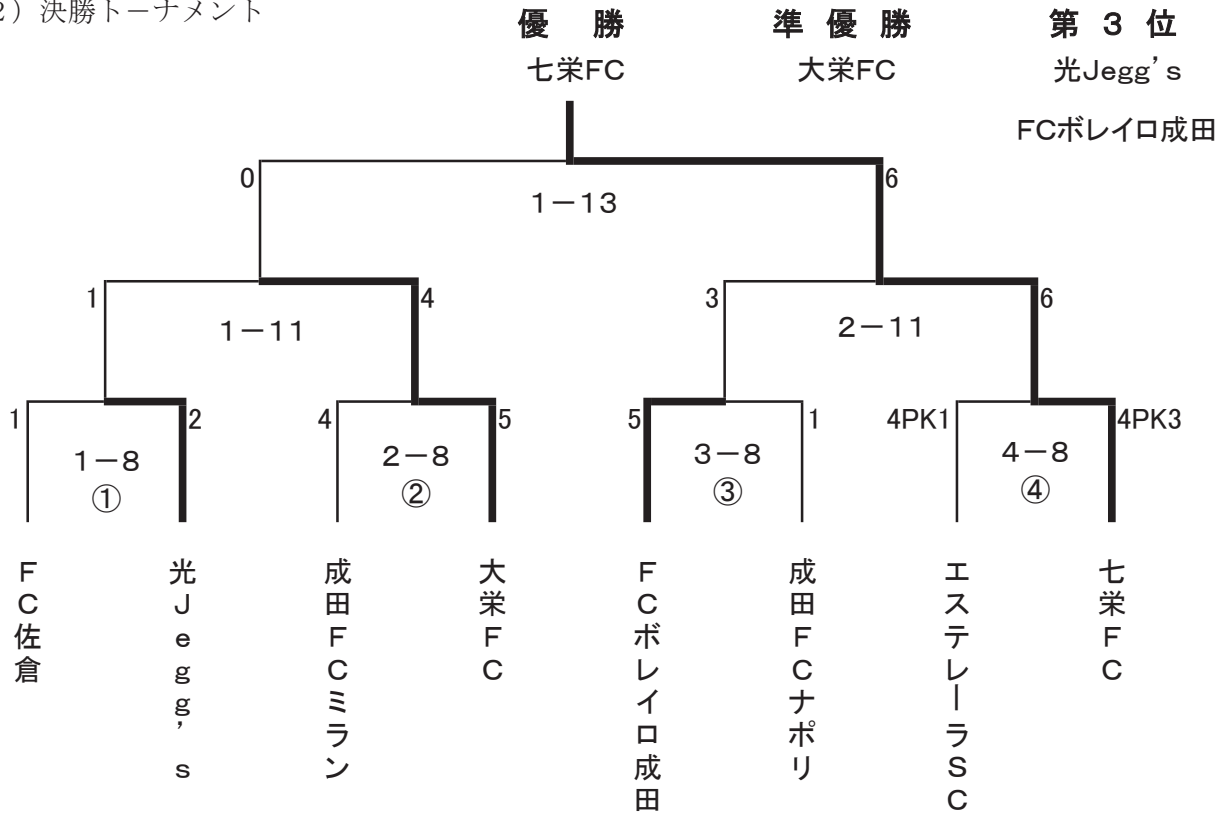 ２）決勝トーナメント
優　勝　準 優 勝　第 ３ 位
七栄FC　大栄FC　光Jegg’s
FCボレイロ成田
0　6
１－13
1　4　3　6
１－11　２－11
1　2　4　5　5　1　4PK1　4PK3
１－８　２－８　３－８　４－８
①　②　③　④
FC佐倉
光Jegg’s
成田FCミラン
大栄FC
FCボレイロ成田
成田FCナポリ
エステレーラSC
七栄FC